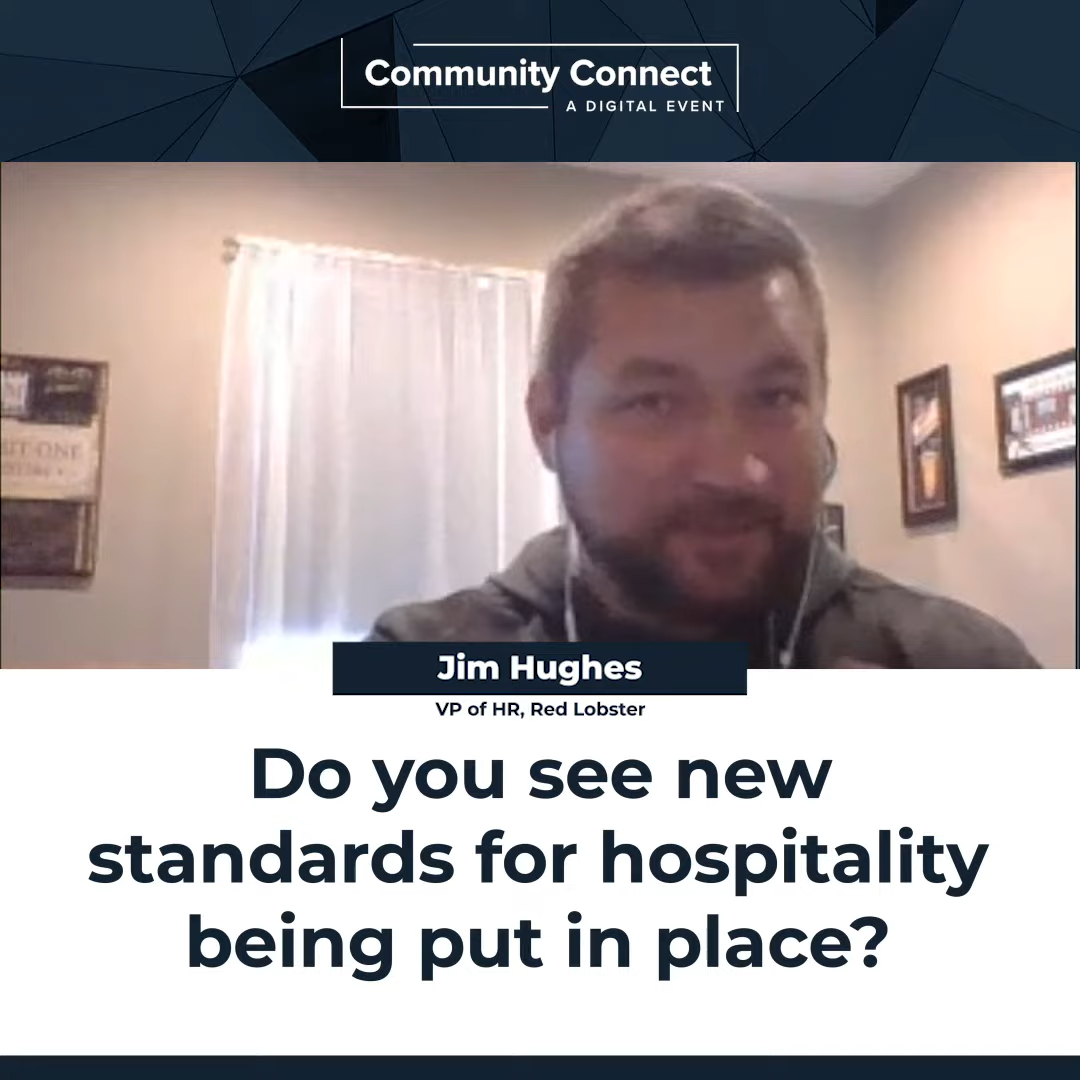 Community Connect
A DIGITAL EVENT
Jim Hughes
VP of HR, Red Lobster
Do you see new
standards for hospitality
being put in place?